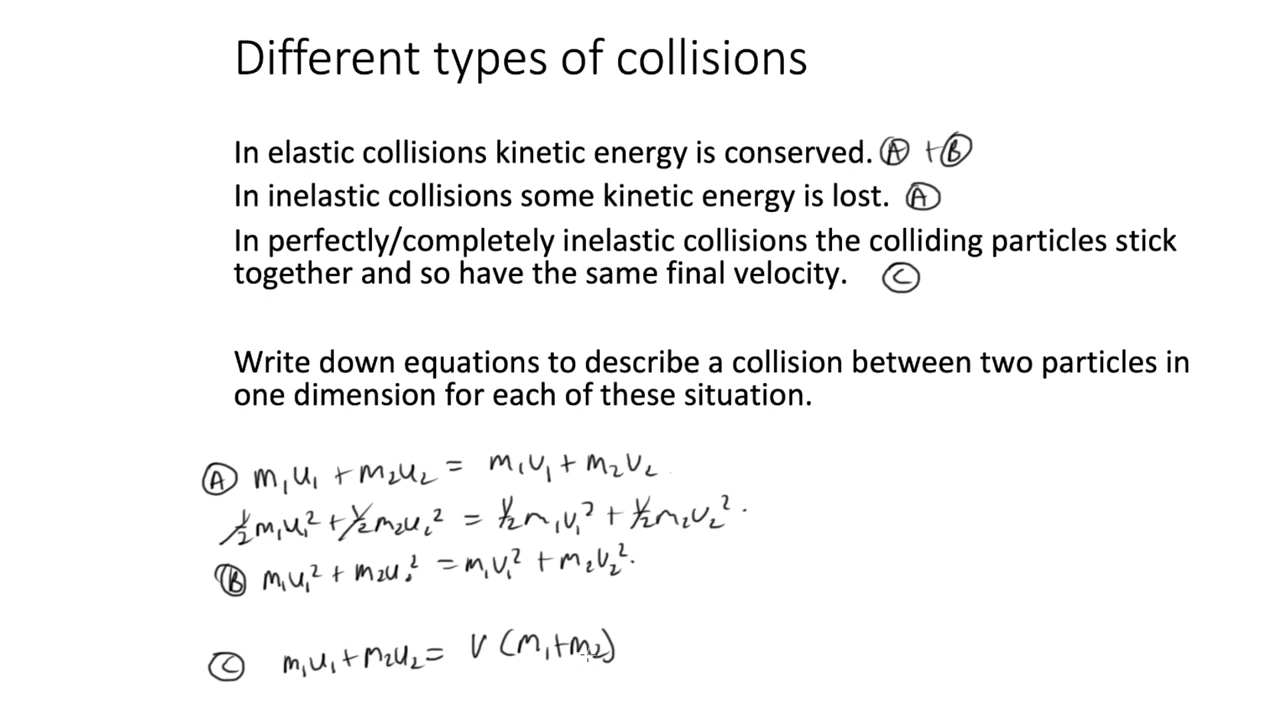 Different types of collisions
In elastic collisions kinetic energy is conserved. Ⓐ + Ⓑ
In inelastic collisions some kinetic energy is lost. Ⓐ
In perfectly/completely inelastic collisions the colliding particles stick
together and so have the same final velocity. Ⓒ
Write down equations to describe a collision between two particles in
one dimension for each of these situation.
Ⓐ m₁u₁ + m₂u₂ = m₁v₁ + m₂v₂
½m₁u₁² + ½m₂u₂² = ½m₁v₁² + ½m₂v₂².
Ⓑ m₁u₁² + m₂u₂² = m₁v₁² + m₂v₂².
Ⓒ m₁u₁ + m₂u₂ = V (m₁+m₂)